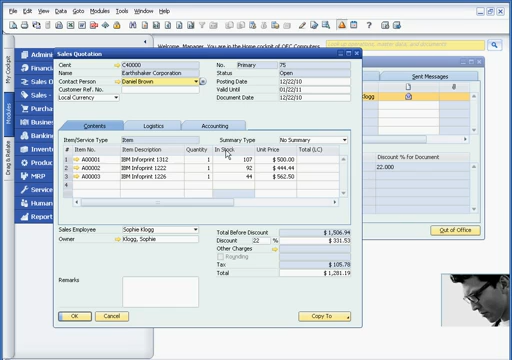 File Edit View Data Goto Modules Tools Window Help
Welcome, Manager. You are in the Home cockpit of OEC Computers.
My Cockpit
Modules
Drag & Relate
Admini
Financ
Sales O
Sales -
Purcha
Busine
Bankin
Invento
Produc
MRP
Service
Human
Report
Sales Quotation
Client C40000
Name Earthshaker Corporation
Contact Person Daniel Brown
Customer Ref. No.
Local Currency
No. Primary 75
Status Open
Posting Date 12/22/10
Valid Until 01/22/11
Document Date 12/22/10
Contents Logistics Accounting
Item/Service Type Item Summary Type No Summary
# Item No. Item Description Quantity In Stock Unit Price Total (LC)
1 A00001 IBM Infoprint 1312 1 107 $ 500.00
2 A00002 IBM Infoprint 1222 1 92 $ 444.44
3 A00003 IBM Infoprint 1226 1 44 $ 562.50
4
Sales Employee Sophie Klogg
Owner Klogg, Sophie
Total Before Discount $ 1,506.94
Discount 22 % $ 331.53
Other Charges
Rounding
Tax $ 105.78
Total $ 1,281.19
Remarks
OK Cancel Copy To
Sent Messages
Klogg
Discount % for Document
22.000
Out of Office